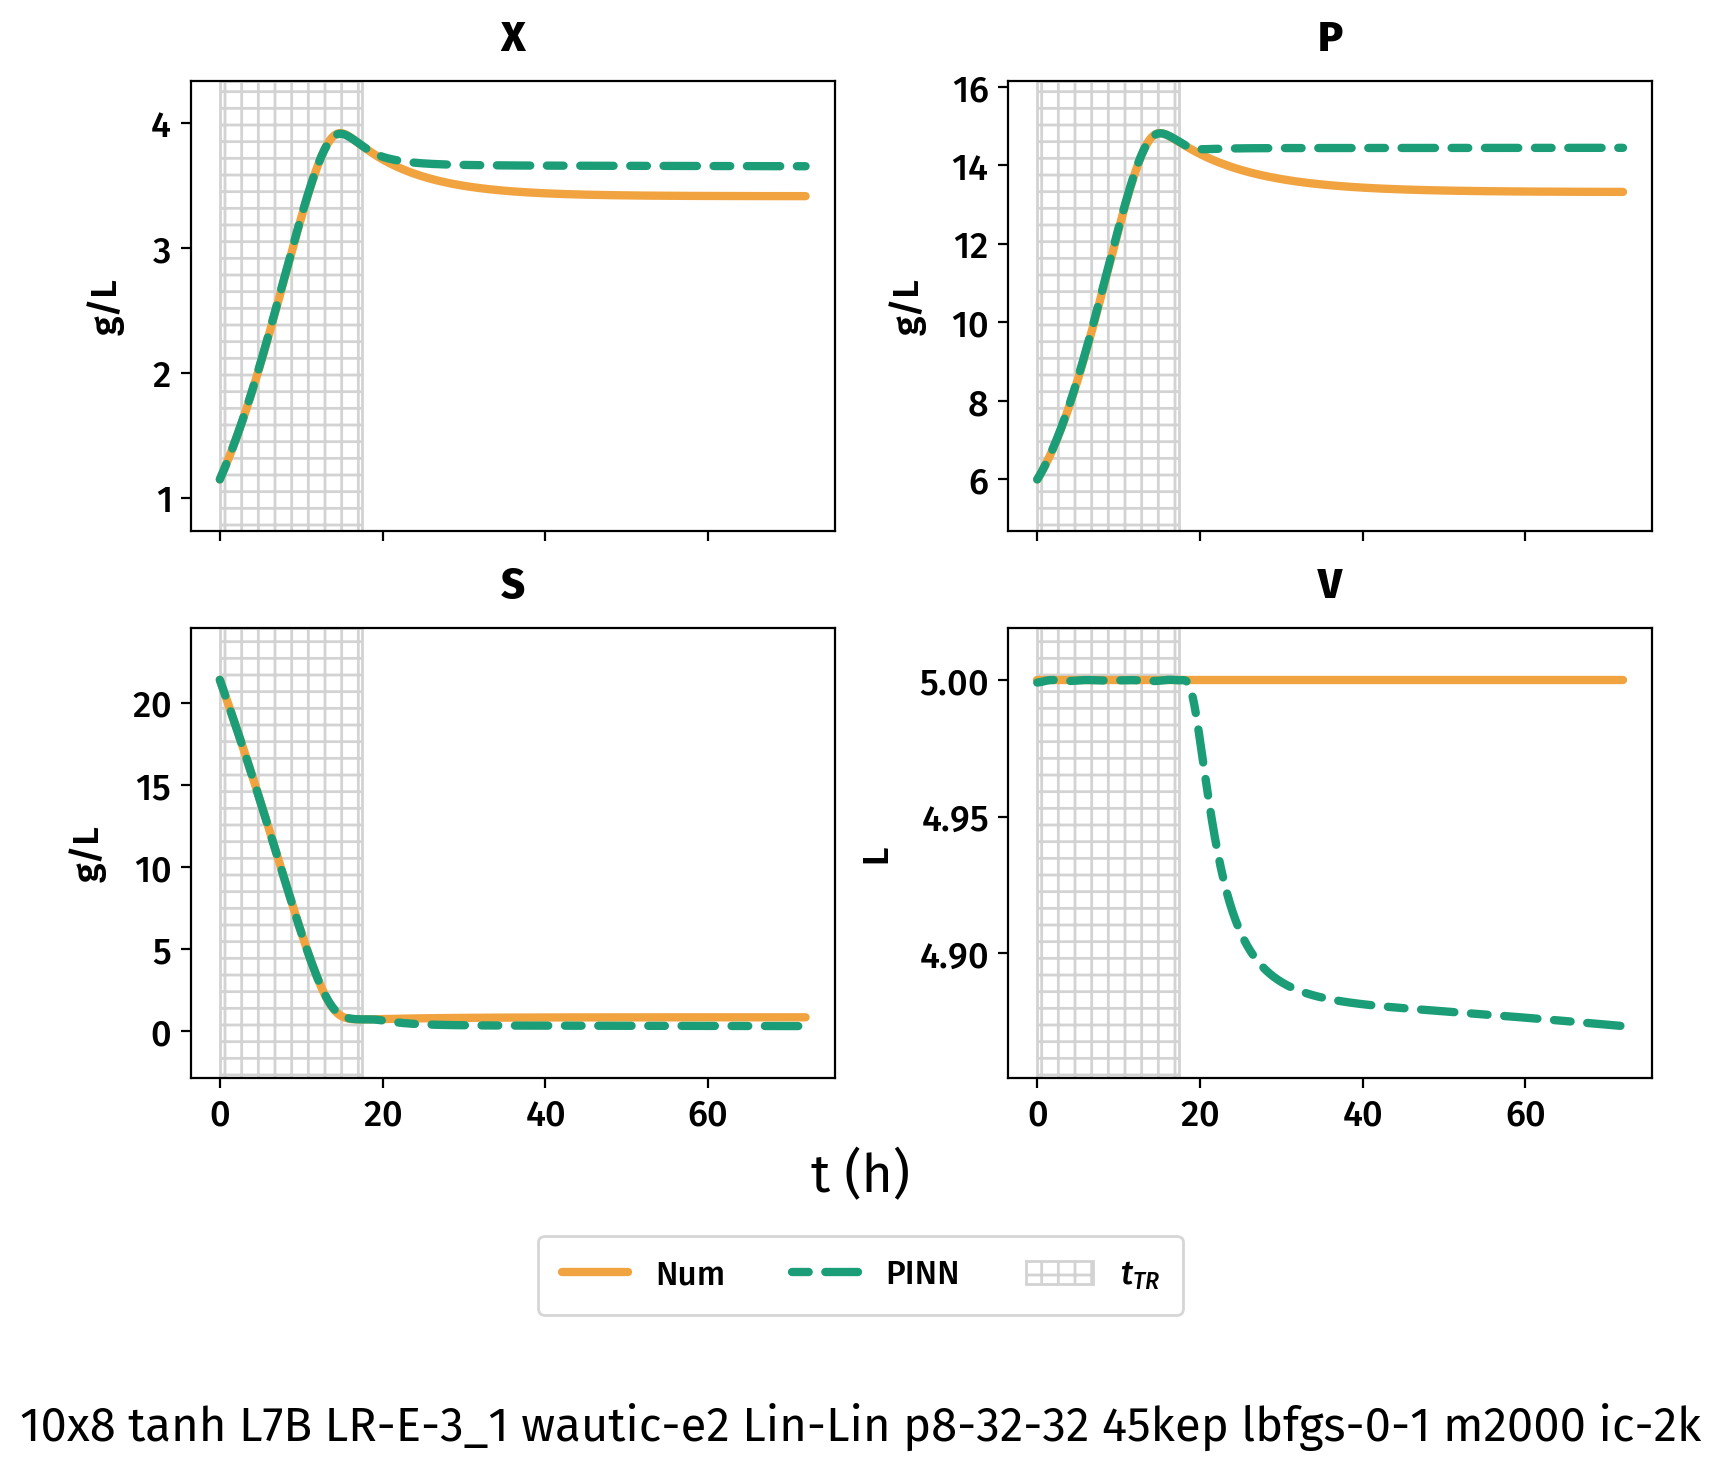 X
P
4
3
2
1
g/L
16
14
12
10
8
6
g/L
S
V
20
15
10
5
0
g/L
5.00
4.95
4.90
L
0 20 40 60
0 20 40 60
t (h)
Num PINN tTR
10x8 tanh L7B LR-E-3_1 wautic-e2 Lin-Lin p8-32-32 45kep lbfgs-0-1 m2000 ic-2k